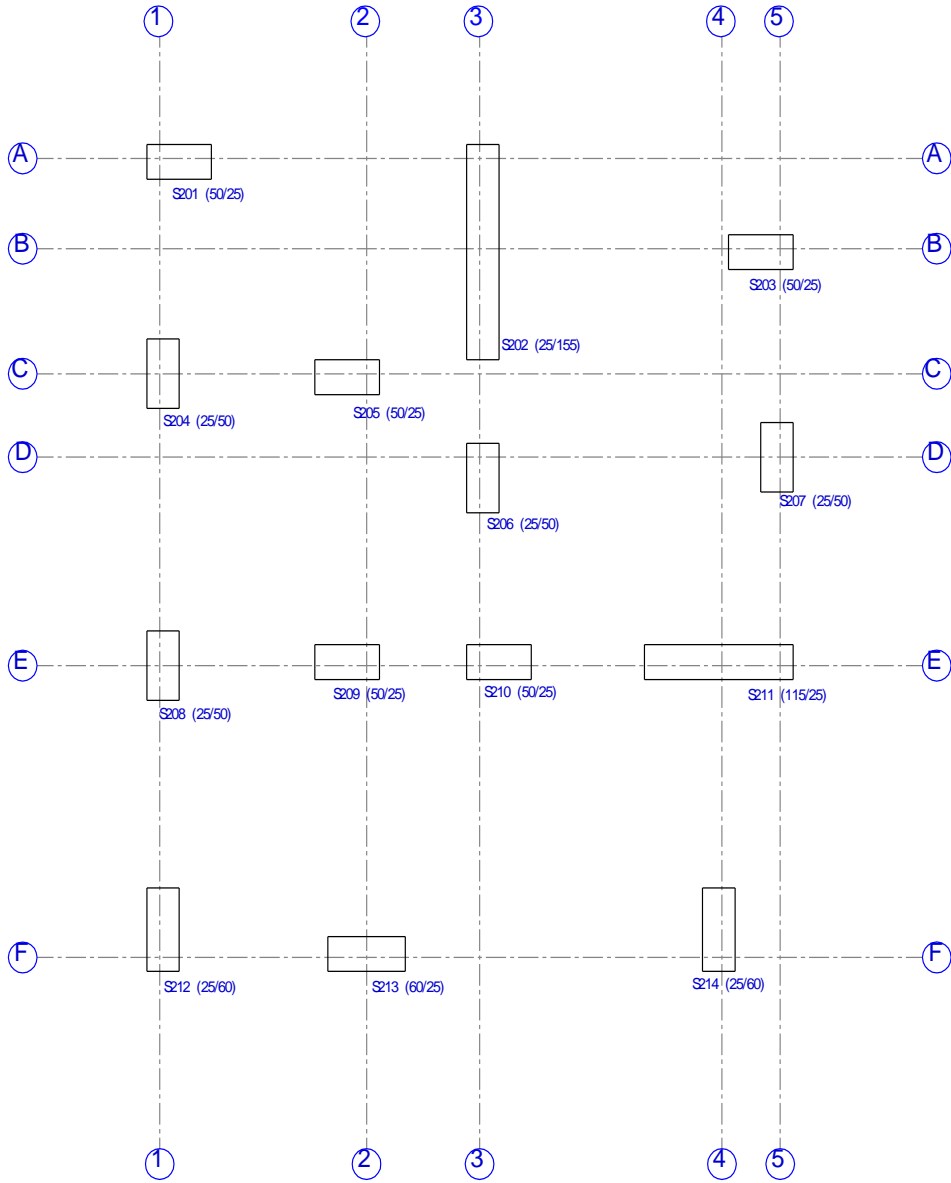 1 2 3 4 5
A A
S201 (50/25)
B B
S203 (50/25)
S202 (25/155)
C C
S204 (25/50) S205 (50/25)
D D
S207 (25/50)
S206 (25/50)
E E
S208 (25/50) S209 (50/25) S210 (50/25) S211 (115/25)
F F
S212 (25/60) S213 (60/25) S214 (25/60)
1 2 3 4 5